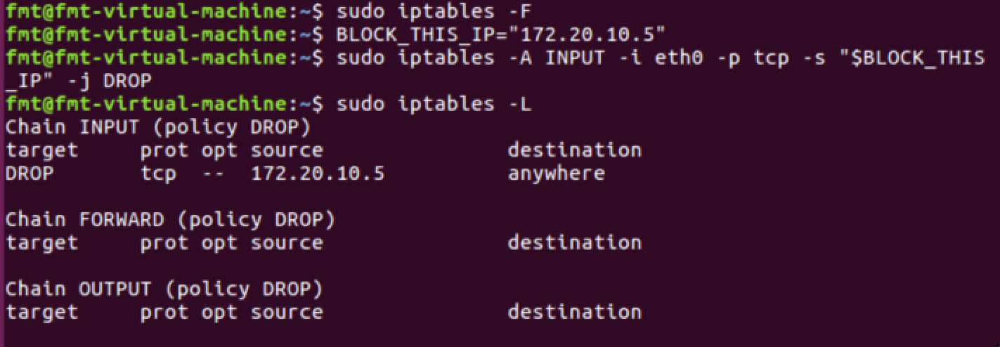 fmt@fmt-virtual-machine:~$ sudo iptables -F
fmt@fmt-virtual-machine:~$ BLOCK_THIS_IP="172.20.10.5"
fmt@fmt-virtual-machine:~$ sudo iptables -A INPUT -i eth0 -p tcp -s "$BLOCK_THIS
_IP" -j DROP
fmt@fmt-virtual-machine:~$ sudo iptables -L
Chain INPUT (policy DROP)
target     prot opt source               destination
DROP       tcp  --  172.20.10.5          anywhere

Chain FORWARD (policy DROP)
target     prot opt source               destination

Chain OUTPUT (policy DROP)
target     prot opt source               destination